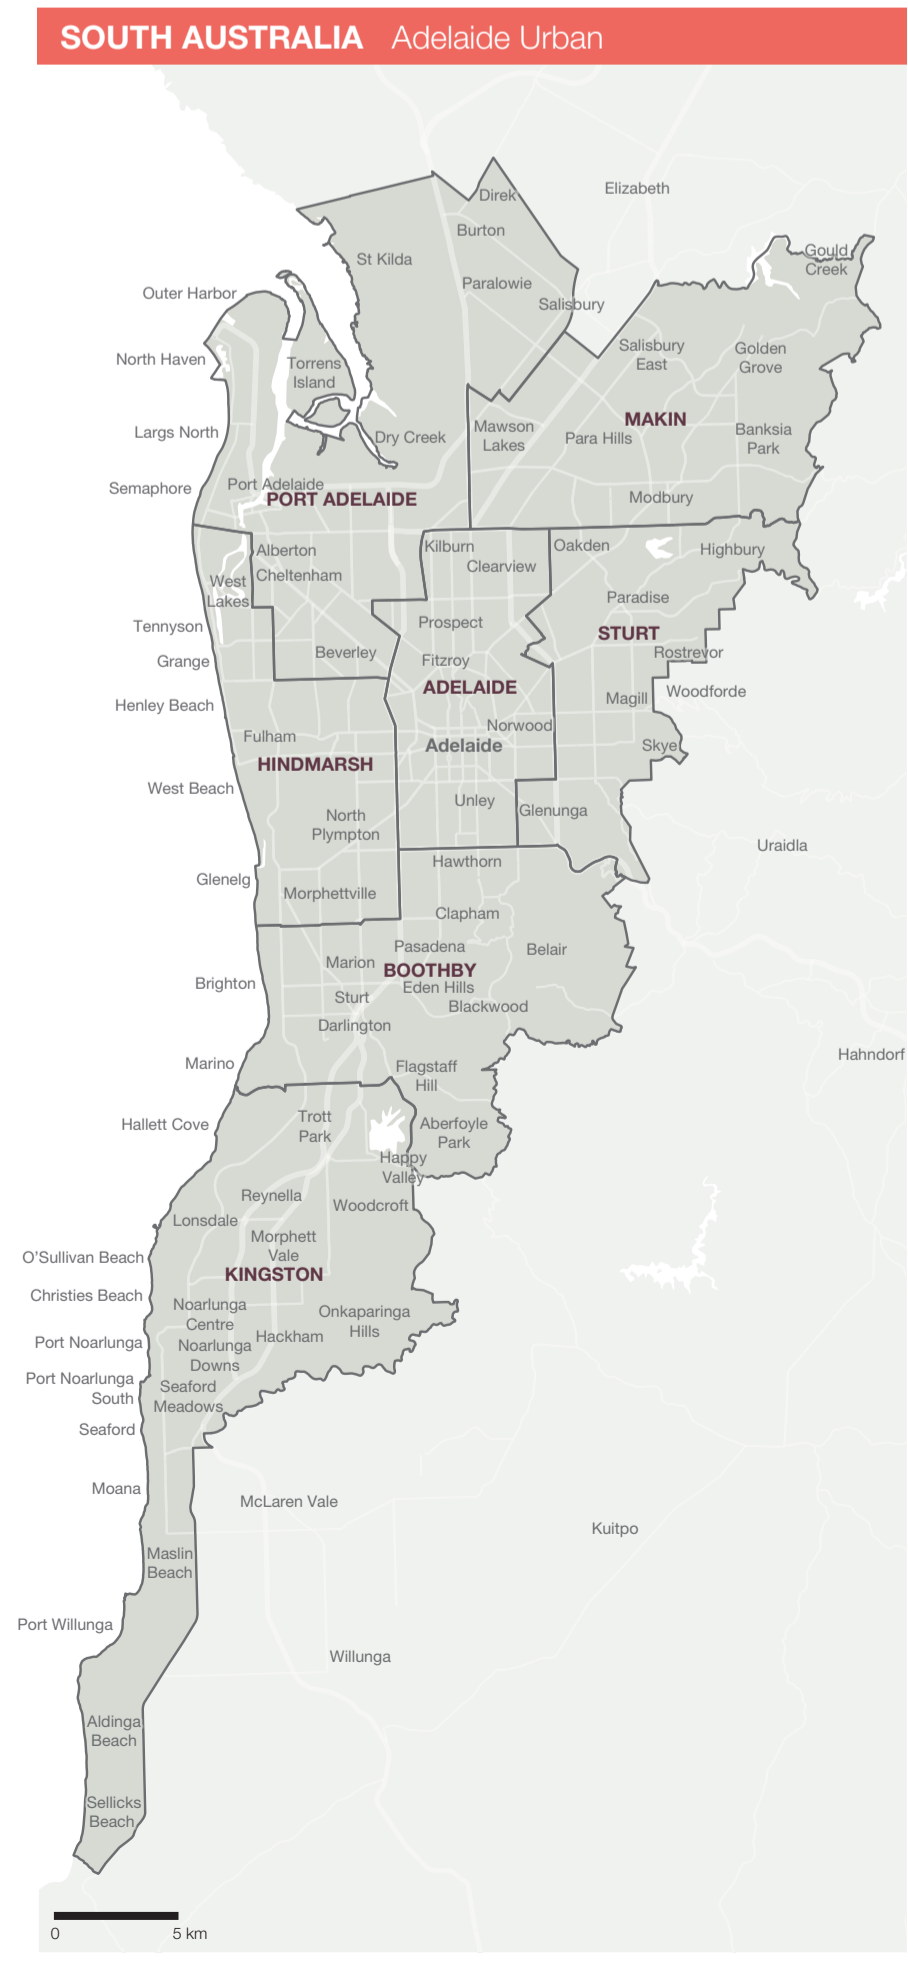 SOUTH AUSTRALIA Adelaide Urban
Direk
Elizabeth
Burton
St Kilda
Gould
Creek
Paralowie
Outer Harbor
Salisbury
North Haven
Torrens
Island
Salisbury
East
Golden
Grove
MAKIN
Largs North
Dry Creek
Mawson
Lakes
Para Hills
Banksia
Park
Semaphore
Port Adelaide
PORT ADELAIDE
Modbury
Alberton
Kilburn
Oakden
Highbury
Clearview
Cheltenham
West
Lakes
Paradise
Tennyson
Prospect
STURT
Grange
Beverley
Fitzroy
Rostrevor
ADELAIDE
Woodforde
Henley Beach
Magill
Norwood
Fulham
Adelaide
Skye
HINDMARSH
West Beach
Unley
Glenunga
North
Plympton
Uraidla
Hawthorn
Glenelg
Morphettville
Clapham
Pasadena
Belair
Marion
BOOTHBY
Brighton
Eden Hills
Sturt
Blackwood
Darlington
Hahndorf
Marino
Flagstaff
Hill
Hallett Cove
Trott
Park
Aberfoyle
Park
Happy
Valley
Reynella
Woodcroft
Lonsdale
Morphett
Vale
O'Sullivan Beach
KINGSTON
Christies Beach
Noarlunga
Centre
Onkaparinga
Hills
Port Noarlunga
Hackham
Noarlunga
Downs
Port Noarlunga
South
Seaford
Meadows
Seaford
Moana
McLaren Vale
Kuitpo
Maslin
Beach
Port Willunga
Willunga
Aldinga
Beach
Sellicks
Beach
0 5 km